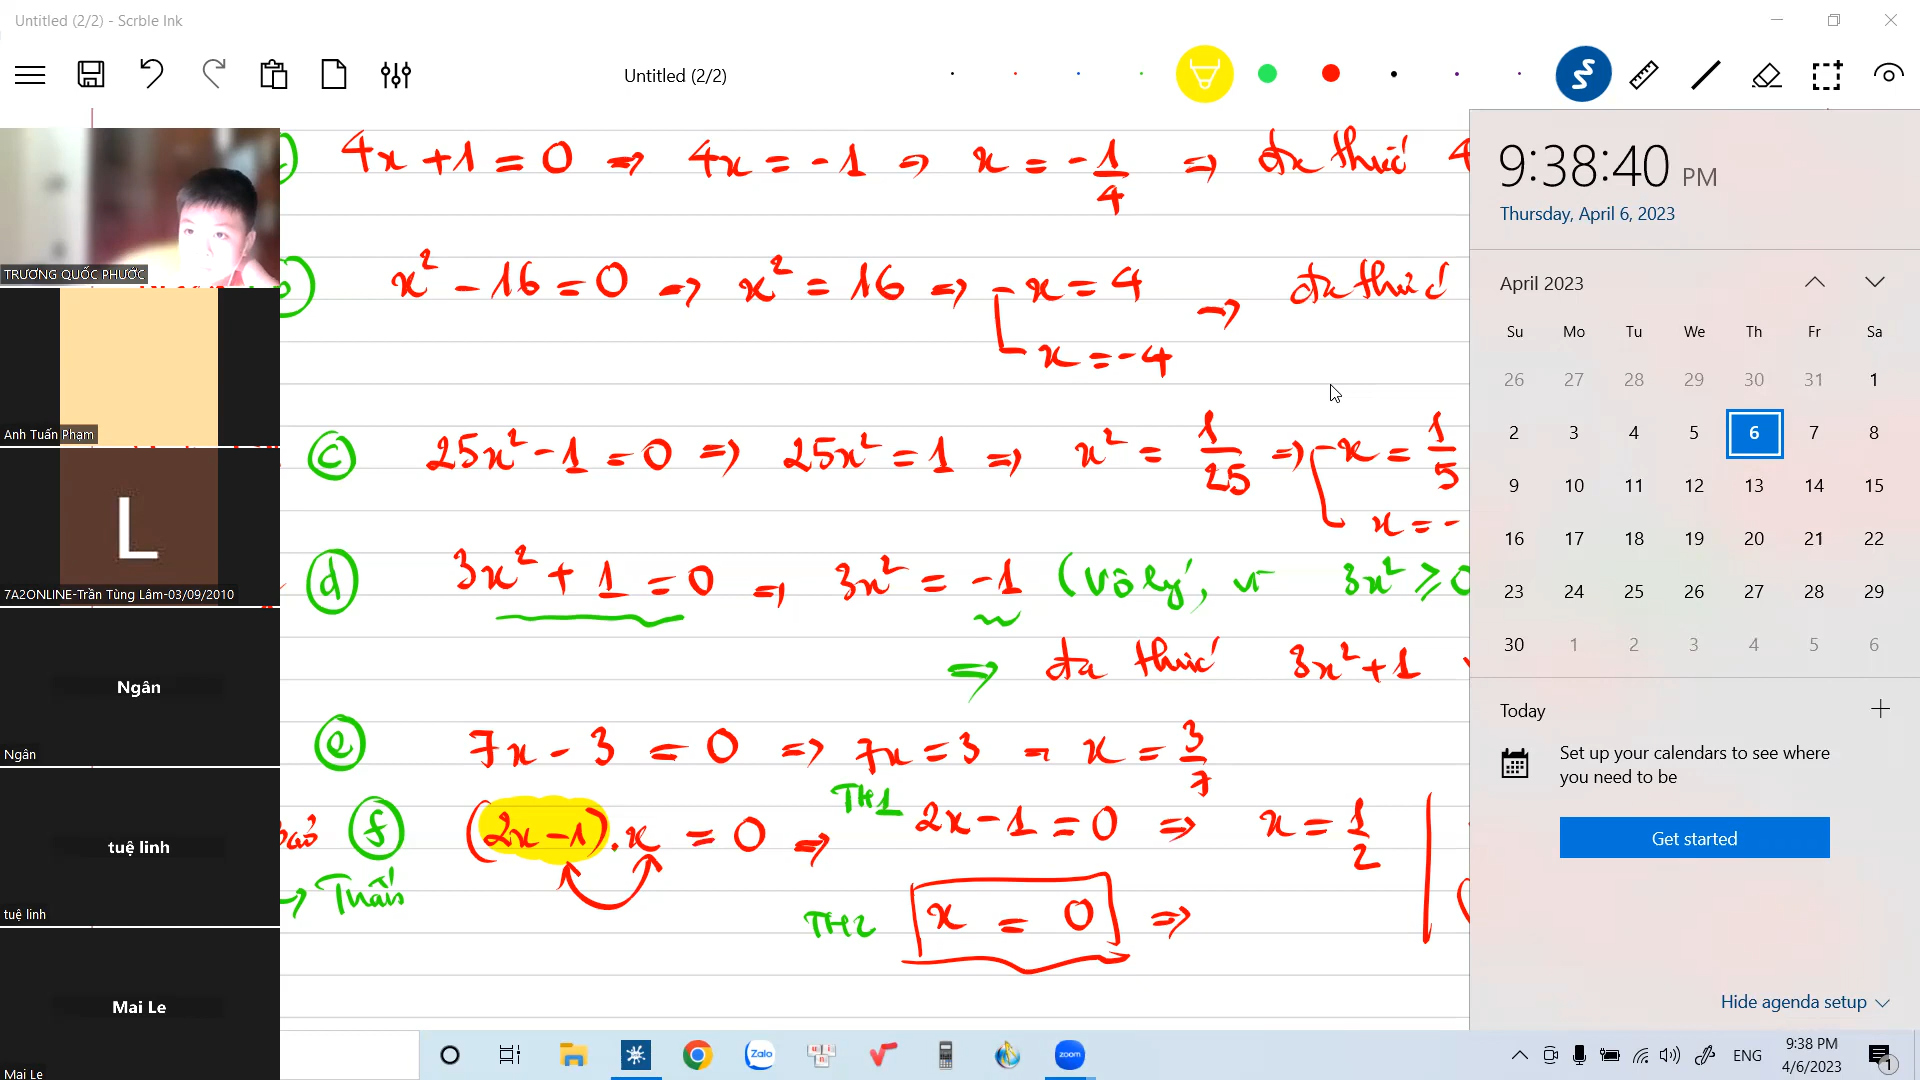 Untitled (2/2) - Scrble Ink
Untitled (2/2)
4x + 1 = 0 => 4x = -1 => x = -1/4 => đa thức 4
x² - 16 = 0 => x² = 16 => x = 4
=> đa thức
x = -4
c 25x² - 1 = 0 => 25x² = 1 => x² = 1/25 => x = 1/5
x = -
d 3x² + 1 = 0 => 3x² = -1 (Vô lý, vì 3x² ≥ 0
=> đa thức 3x² + 1
e 7x - 3 = 0 => 7x = 3 - x = 3/7
f (2x - 1).x = 0 => TH1 2x - 1 = 0 => x = 1/2
-> Tuấn
TH2 x = 0 =>
TRƯƠNG QUỐC PHƯỚC
Anh Tuấn Phạm
L
7A2ONLINE-Trần Tùng Lâm-03/09/2010
Ngân
Ngân
tuệ linh
tuệ linh
Mai Le
Mai Le
9:38:40 PM
Thursday, April 6, 2023
April 2023
Su Mo Tu We Th Fr Sa
26 27 28 29 30 31 1
2 3 4 5 6 7 8
9 10 11 12 13 14 15
16 17 18 19 20 21 22
23 24 25 26 27 28 29
30 1 2 3 4 5 6
Today
Set up your calendars to see where
you need to be
Get started
Hide agenda setup
Zalo
zoom
ENG
9:38 PM
4/6/2023
1